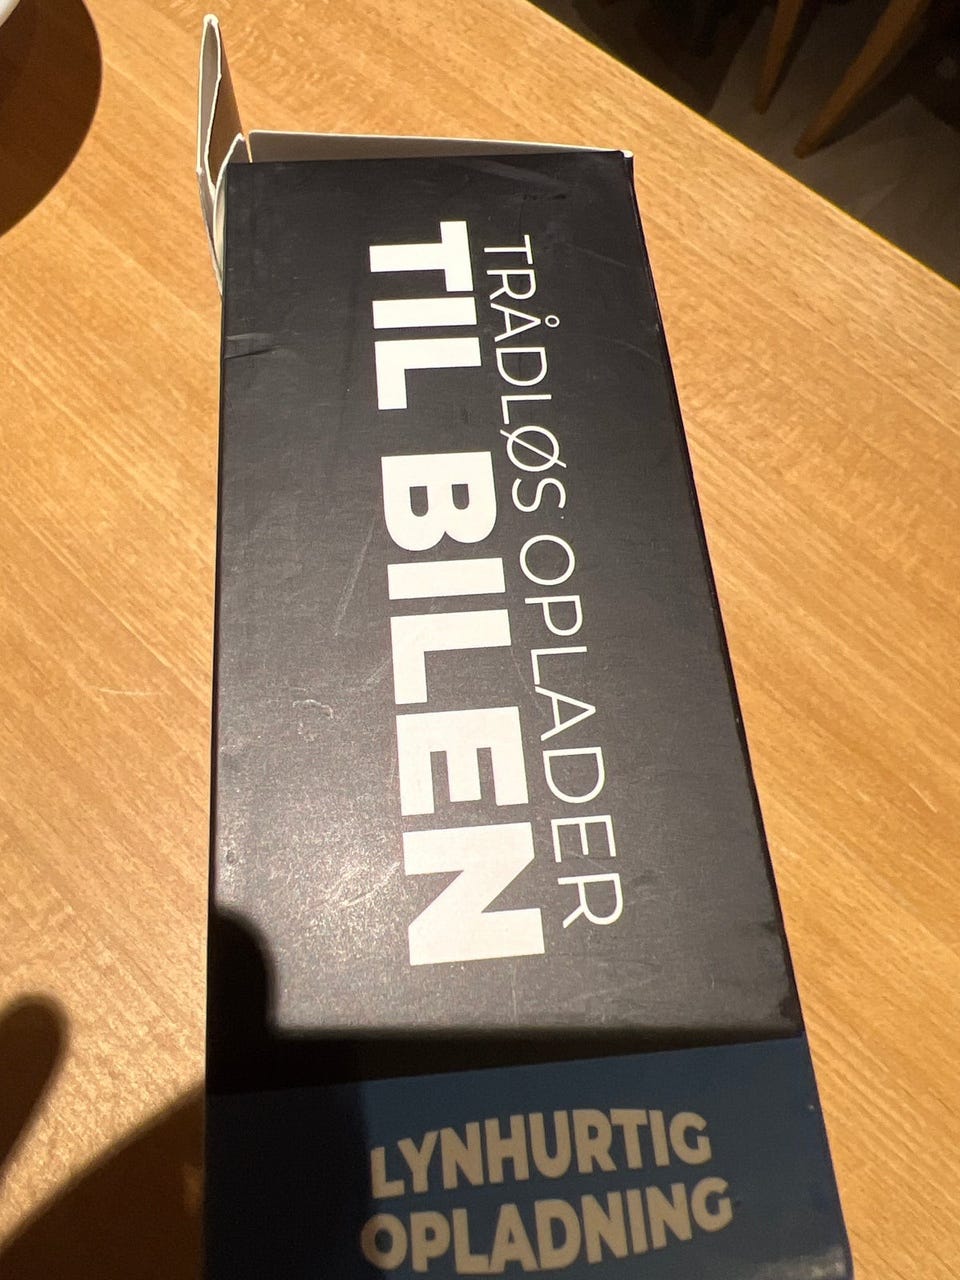 TRÅDLØS OPLADER
TIL BILEN
LYNHURTIG
OPLADNING